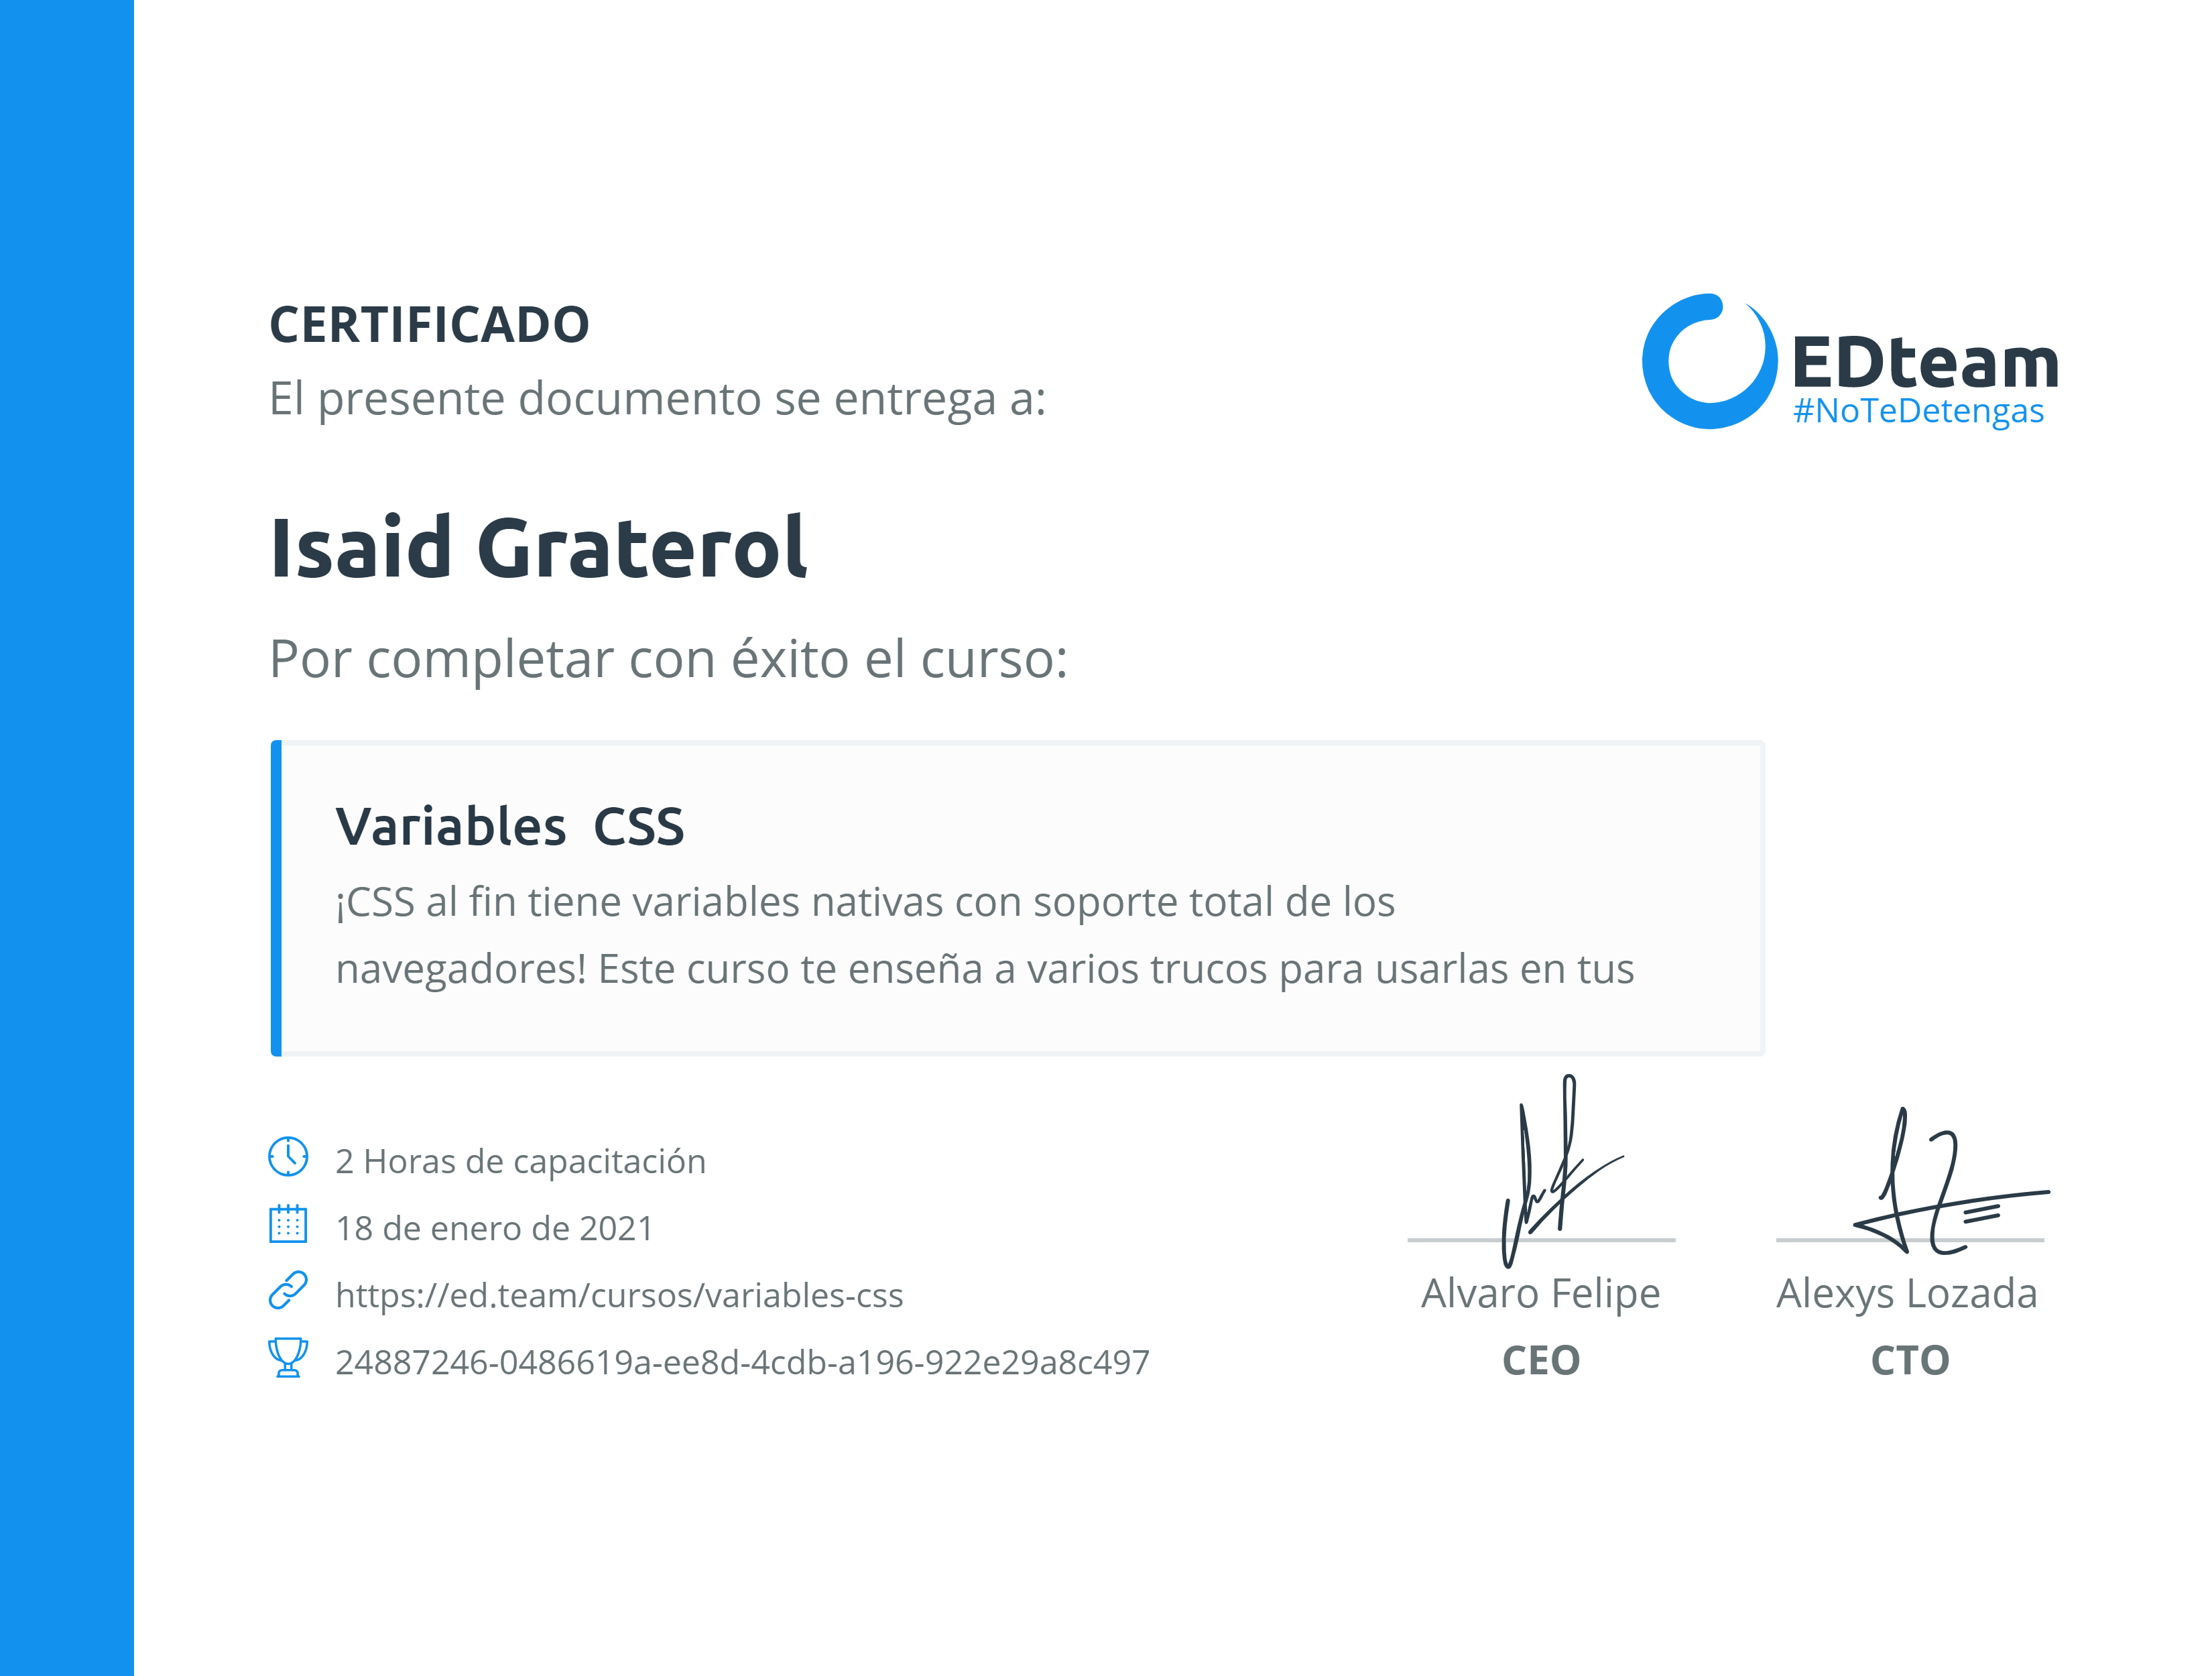 CERTIFICADO
El presente documento se entrega a:
EDteam
#NoTeDetengas
Isaid Graterol
Por completar con éxito el curso:
Variables CSS
¡CSS al fin tiene variables nativas con soporte total de los
navegadores! Este curso te enseña a varios trucos para usarlas en tus
2 Horas de capacitación
18 de enero de 2021
https://ed.team/cursos/variables-css
24887246-0486619a-ee8d-4cdb-a196-922e29a8c497
Alvaro Felipe
CEO
Alexys Lozada
CTO